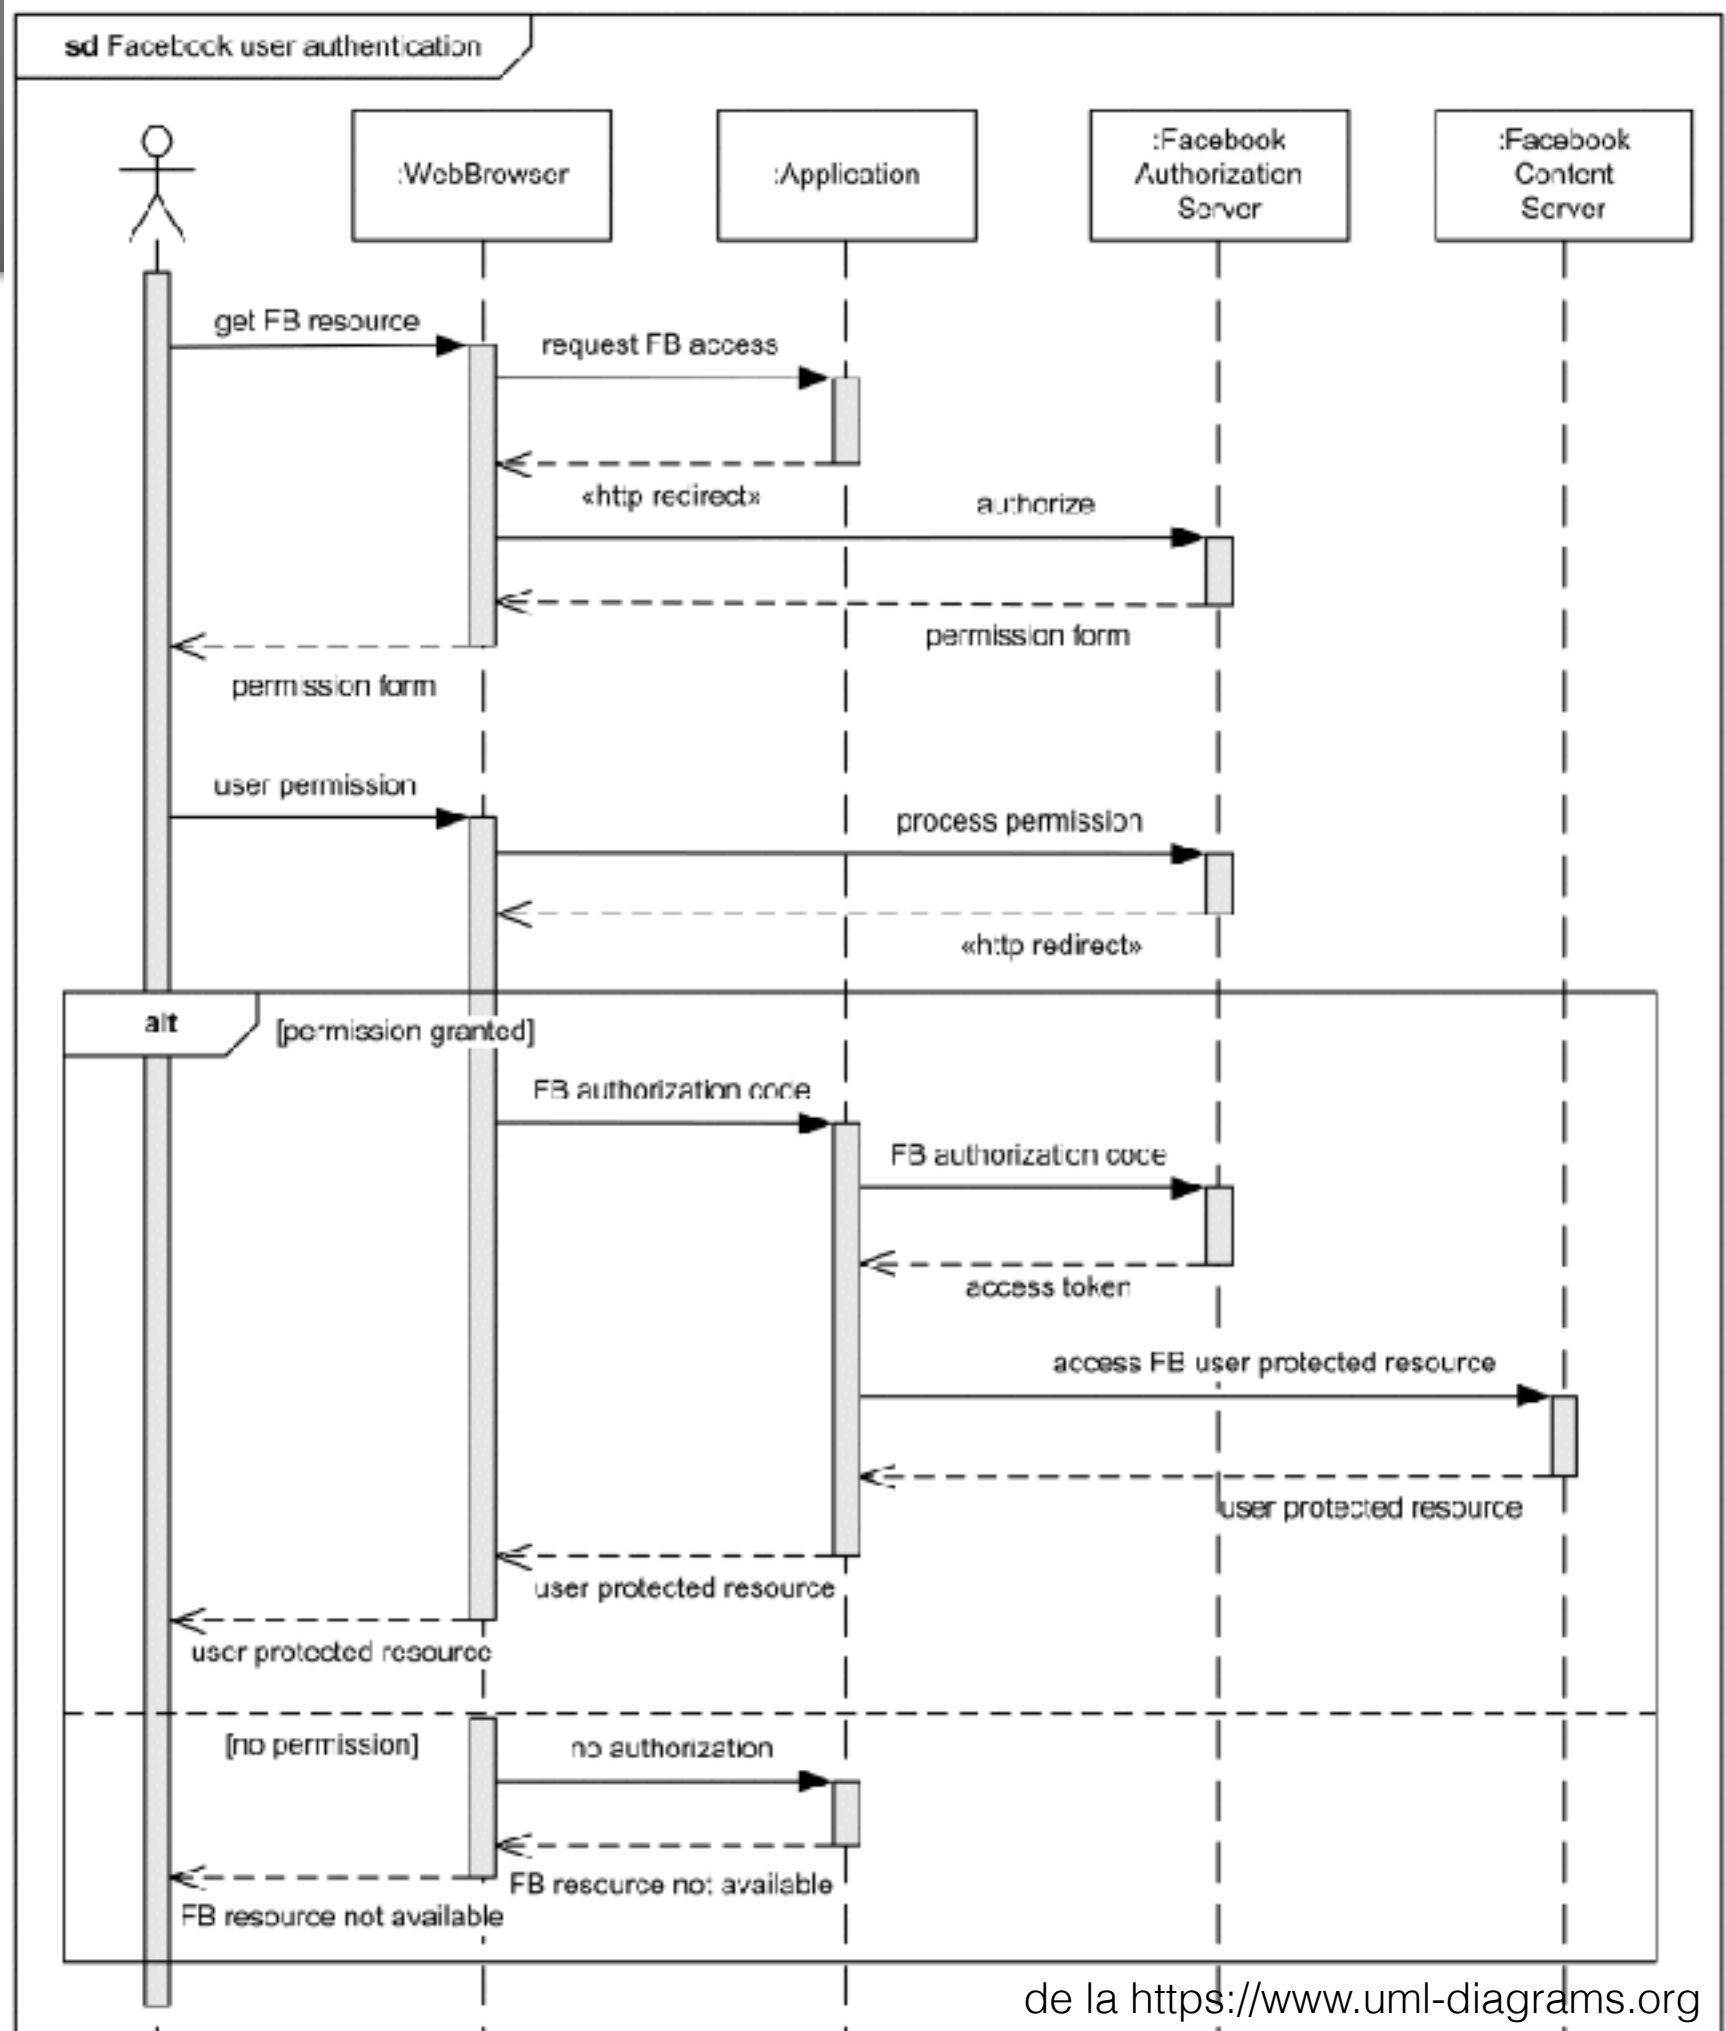 sd Facebook user authentication
:WebBrowser
:Application
:Facebook
Authorization
Server
:Facebook
Content
Server
get FB resource
request FB access
«http redirect»
authorize
permission form
permission form
user permission
process permission
«http redirect»
alt
[permission granted]
FB authorization code
FB authorization code
access token
access FB user protected resource
user protected resource
user protected resource
user protected resource
[no permission]
no authorization
FB resource not available
FB resource not available
de la https://www.uml-diagrams.org